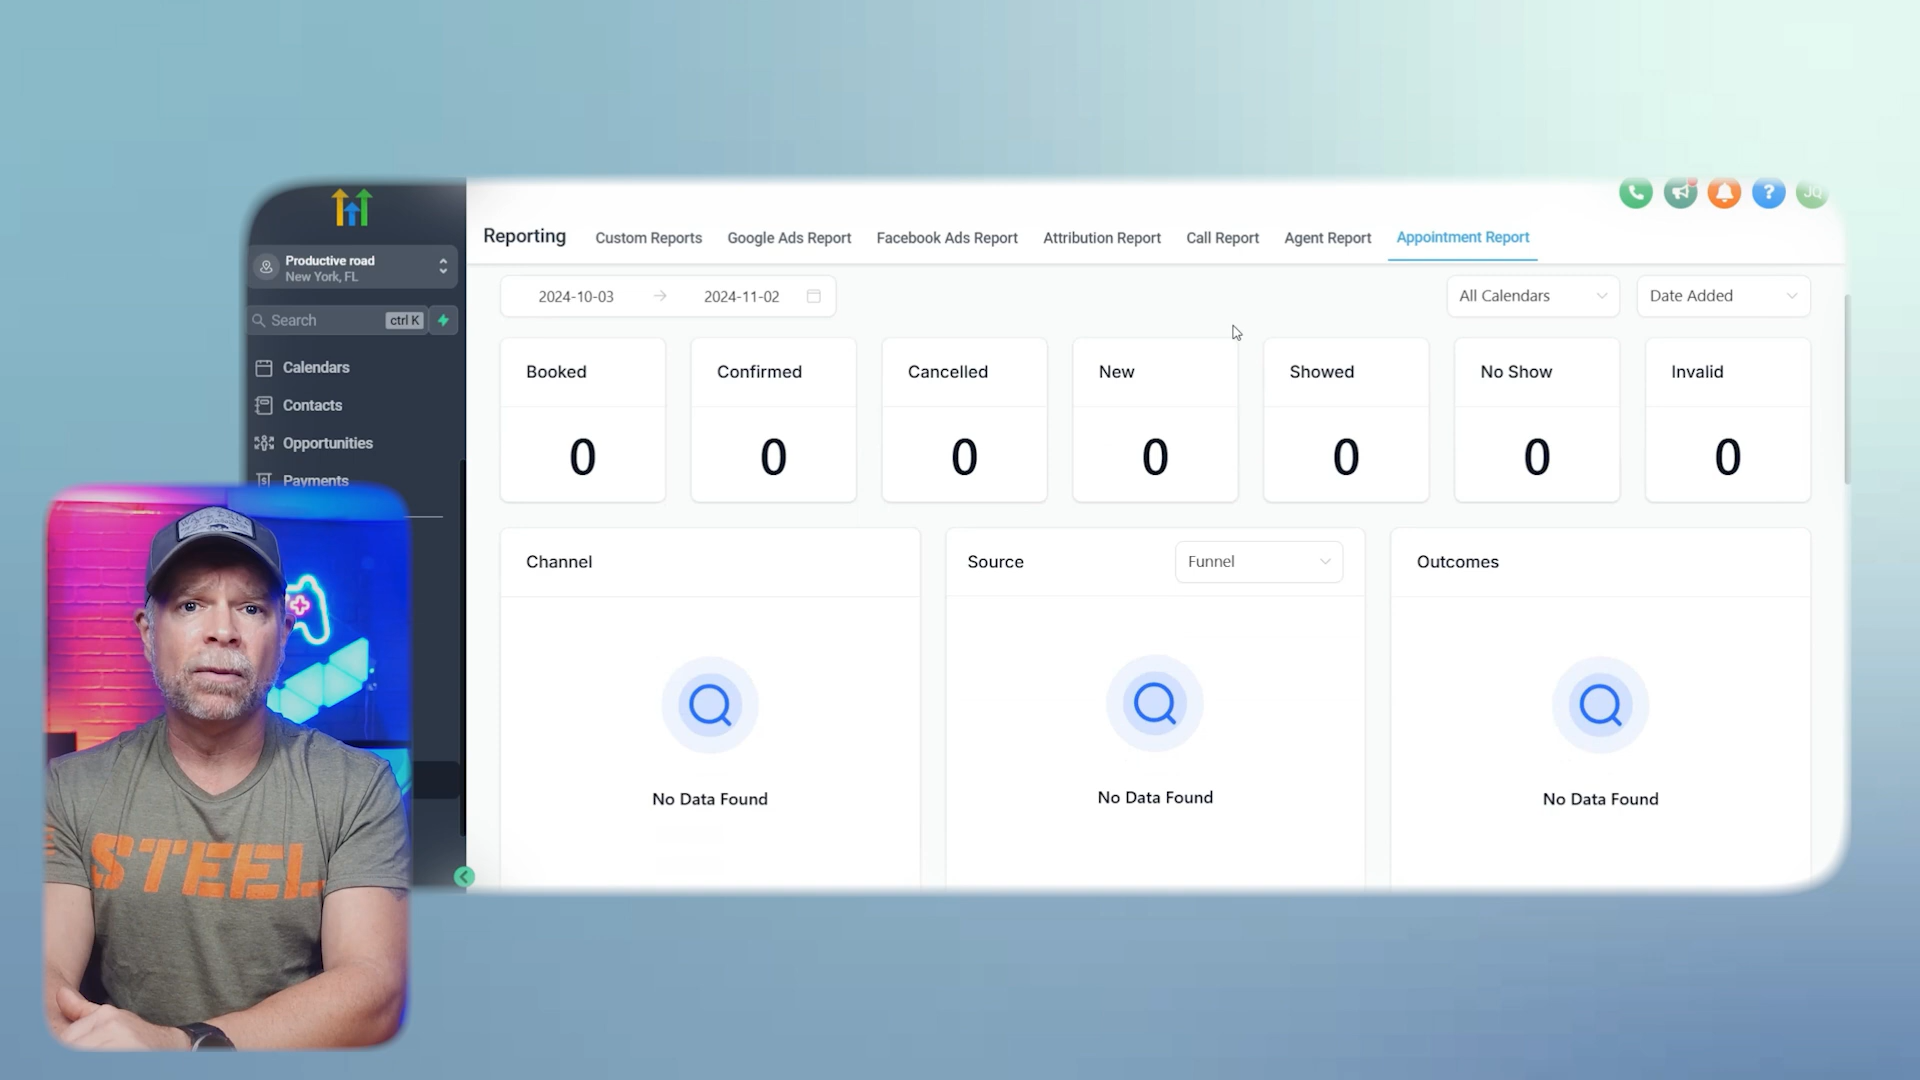 Productive road
New York, FL
Search
ctrl K
Calendars
Contacts
Opportunities
Payments
Reporting
Custom Reports
Google Ads Report
Facebook Ads Report
Attribution Report
Call Report
Agent Report
Appointment Report
?
JQ
2024-10-03
2024-11-02
All Calendars
Date Added
Booked
Confirmed
Cancelled
New
Showed
No Show
Invalid
0
0
0
0
0
0
0
Channel
Source
Funnel
Outcomes
No Data Found
No Data Found
No Data Found
STEEL